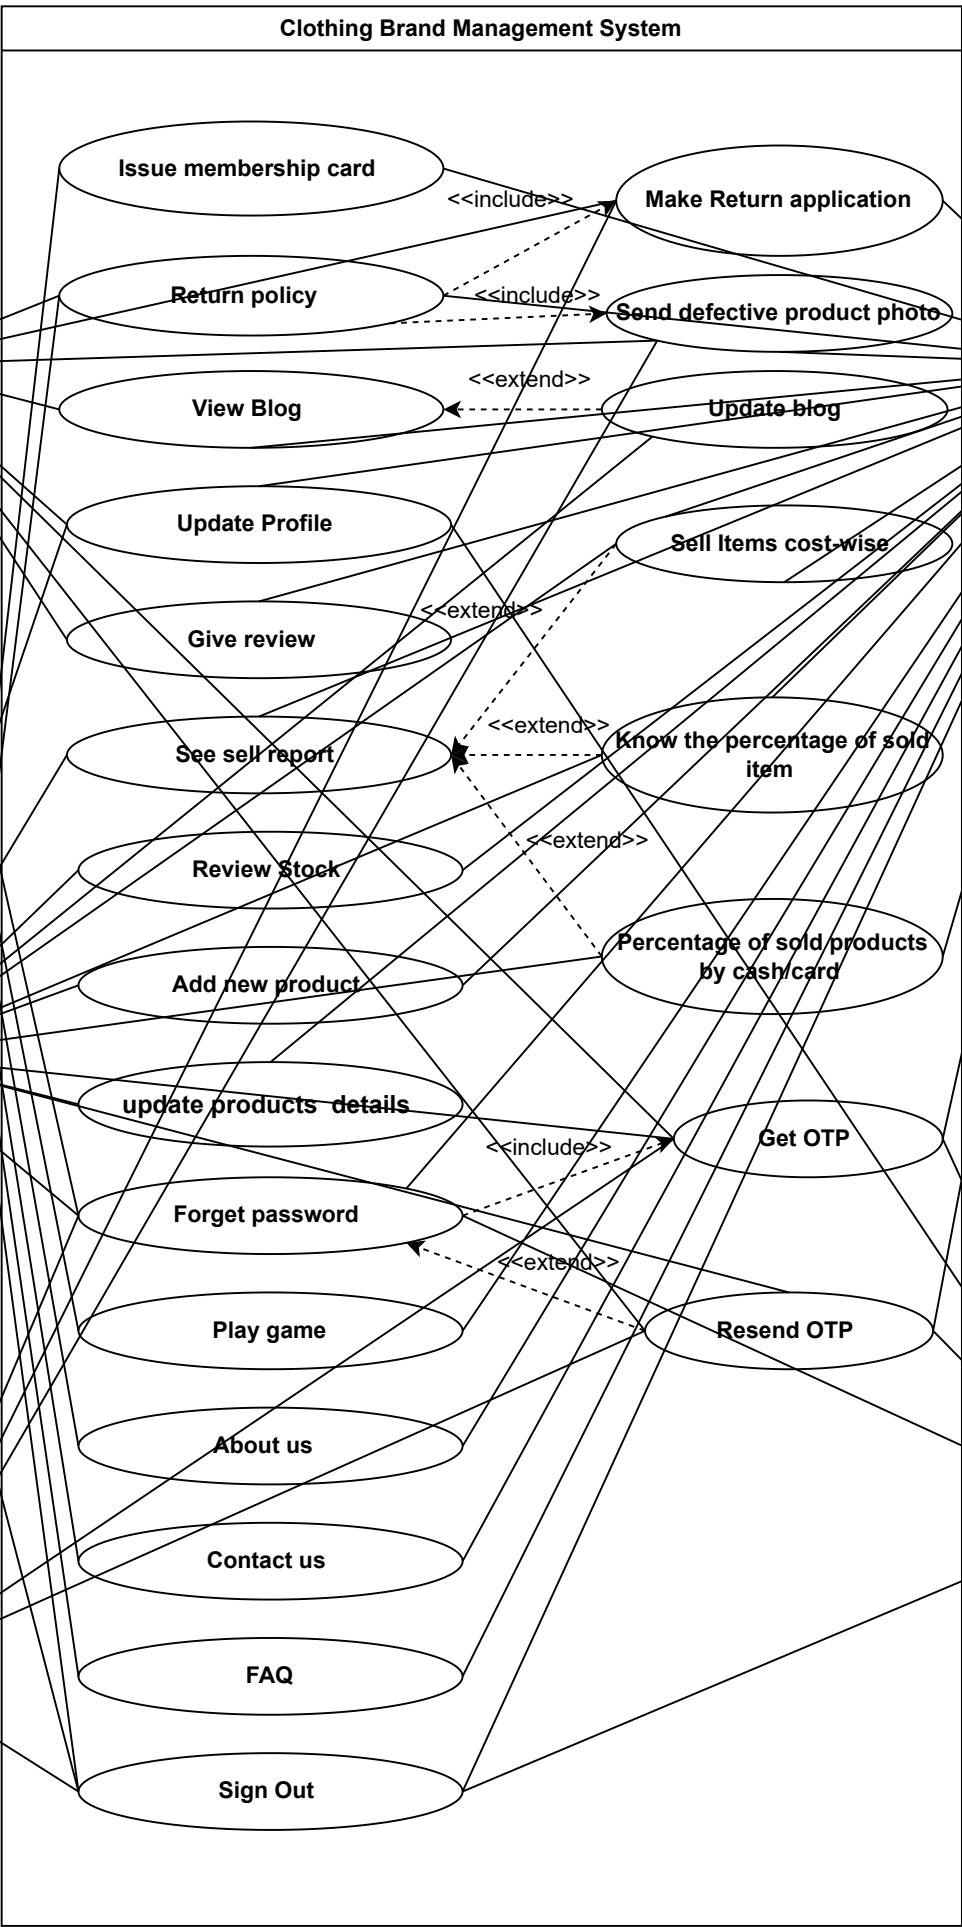 Clothing Brand Management System
Issue membership card
<<include>>
Make Return application
Return policy
<<include>>
Send defective product photo
<<extend>>
View Blog
Update blog
Update Profile
Sell Items cost-wise
<<extend>>
Give review
<<extend>>
See sell report
Know the percentage of sold
item
<<extend>>
Review Stock
Percentage of sold products
by cash/card
Add new product
update products  details
<<include>>
Get OTP
Forget password
<<extend>>
Play game
Resend OTP
About us
Contact us
FAQ
Sign Out